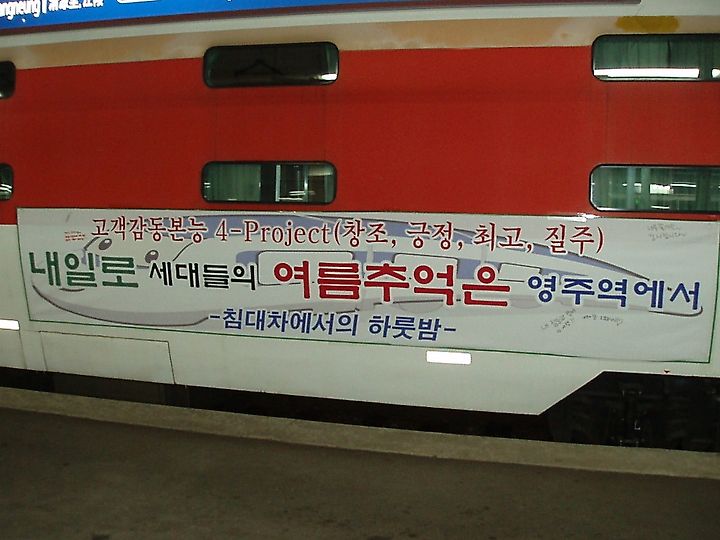 고객감동본능 4-Project(창조, 긍정, 최고, 질주)
내일로 세대들의 여름추억은 영주역에서
-침대차에서의 하룻밤-